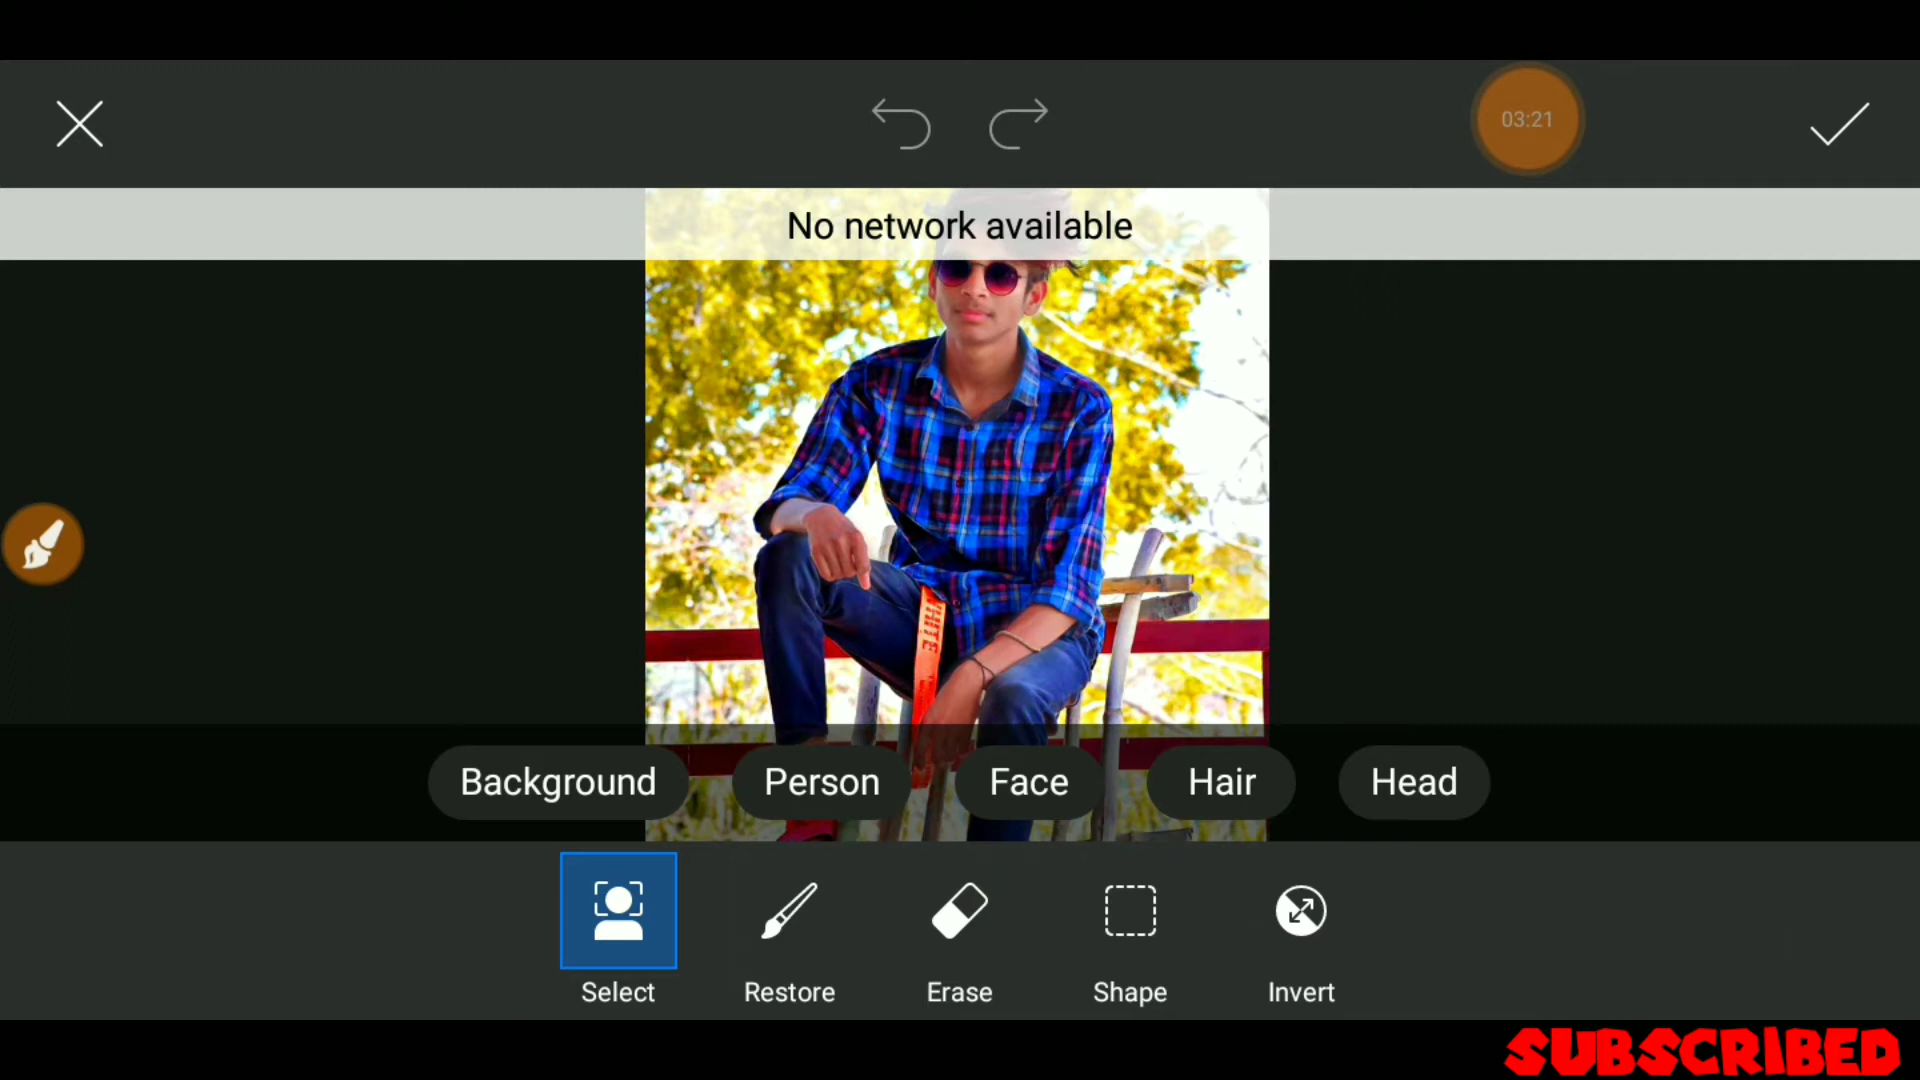 03:21
No network available
Background Person Face Hair Head
Select Restore Erase Shape Invert
SUBSCRIBED